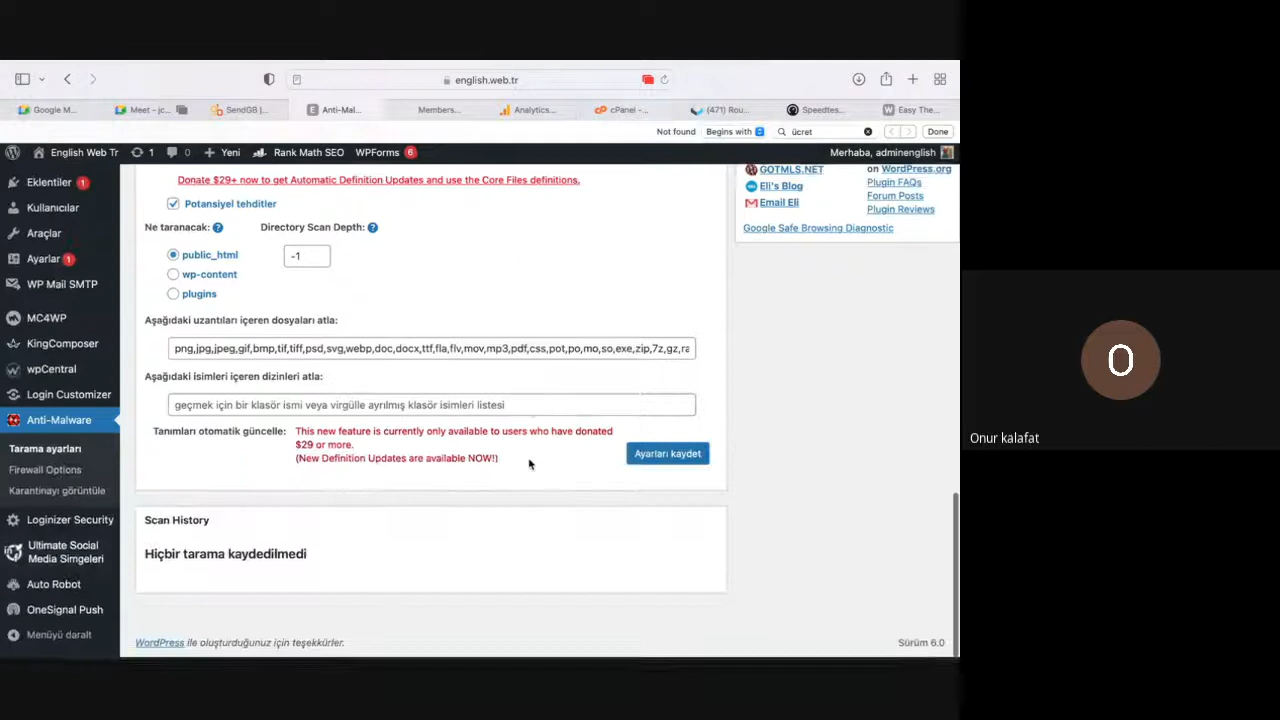 english.web.tr
Google M...
Meet – jc...
SendGB |...
Anti-Mal...
Members...
Analytics...
cPanel –...
(471) Rou...
Speedtes...
Easy The...
Not found
Begins with
ücret
Done
English Web Tr
1
0
Yeni
Rank Math SEO
WPForms 6
Merhaba, adminenglish
Eklentiler 1
Kullanıcılar
Araçlar
Ayarlar 1
WP Mail SMTP
MC4WP
KingComposer
wpCentral
Login Customizer
Anti-Malware
Tarama ayarları
Firewall Options
Karantinayı görüntüle
Loginizer Security
Ultimate Social
Media Simgeleri
Auto Robot
OneSignal Push
Menüyü daralt
Donate $29+ now to get Automatic Definition Updates and use the Core Files definitions.
Potansiyel tehditler
Ne taranacak: ?
Directory Scan Depth: ?
public_html
-1
wp-content
plugins
Aşağıdaki uzantıları içeren dosyaları atla:
png,jpg,jpeg,gif,bmp,tif,tiff,psd,svg,webp,doc,docx,ttf,fla,flv,mov,mp3,pdf,css,pot,po,mo,so,exe,zip,7z,gz,ra
Aşağıdaki isimleri içeren dizinleri atla:
geçmek için bir klasör ismi veya virgülle ayrılmış klasör isimleri listesi
Tanımları otomatik güncelle:
This new feature is currently only available to users who have donated
$29 or more.
(New Definition Updates are available NOW!)
Ayarları kaydet
Scan History
Hiçbir tarama kaydedilmedi
WordPress ile oluşturduğunuz için teşekkürler.
Sürüm 6.0
GOTMLS.NET
Eli's Blog
Email Eli
on WordPress.org
Plugin FAQs
Forum Posts
Plugin Reviews
Google Safe Browsing Diagnostic
O
Onur kalafat